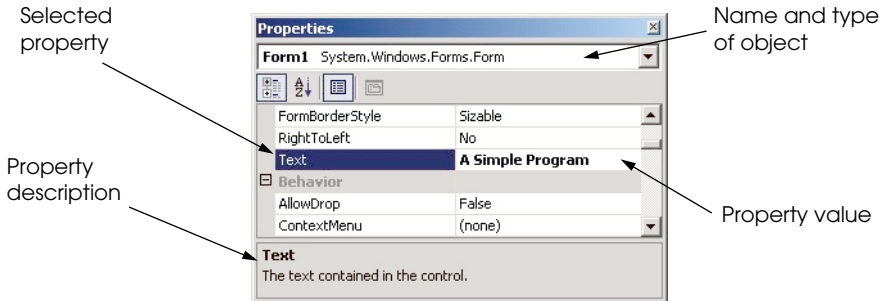 Selected
property
Properties
Name and type
of object
Form1 System.Windows.Forms.Form
FormBorderStyle Sizable
RightToLeft No
Text A Simple Program
Behavior
AllowDrop False
ContextMenu (none)
Property
description
Property value
Text
The text contained in the control.